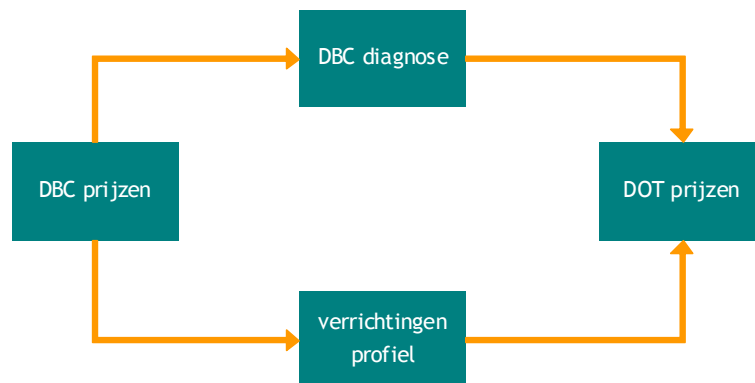 DBC diagnose
DBC prijzen
DOT prijzen
verrichtingen
profiel